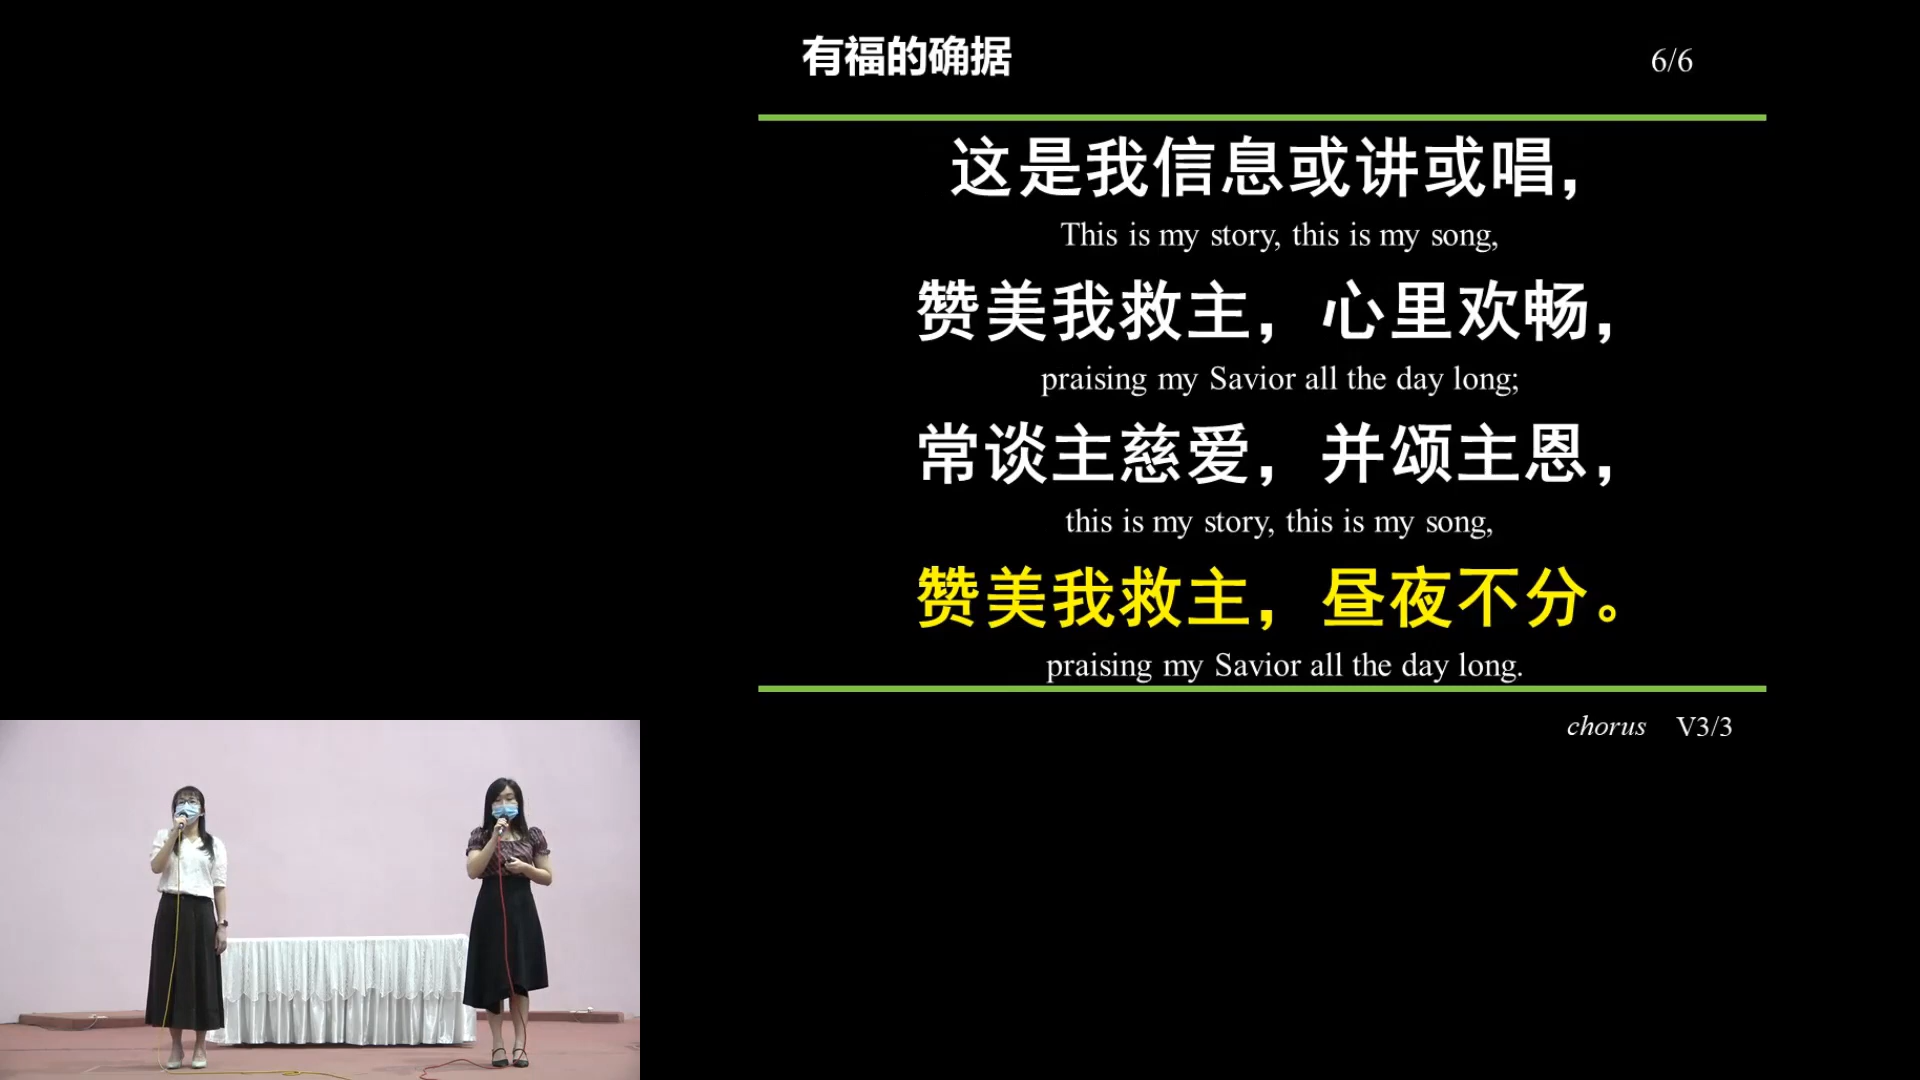 有福的确据
6/6
这是我信息或讲或唱，
This is my story, this is my song,
赞美我救主，心里欢畅，
praising my Savior all the day long;
常谈主慈爱，并颂主恩，
this is my story, this is my song,
赞美我救主，昼夜不分。
praising my Savior all the day long.
chorus V3/3